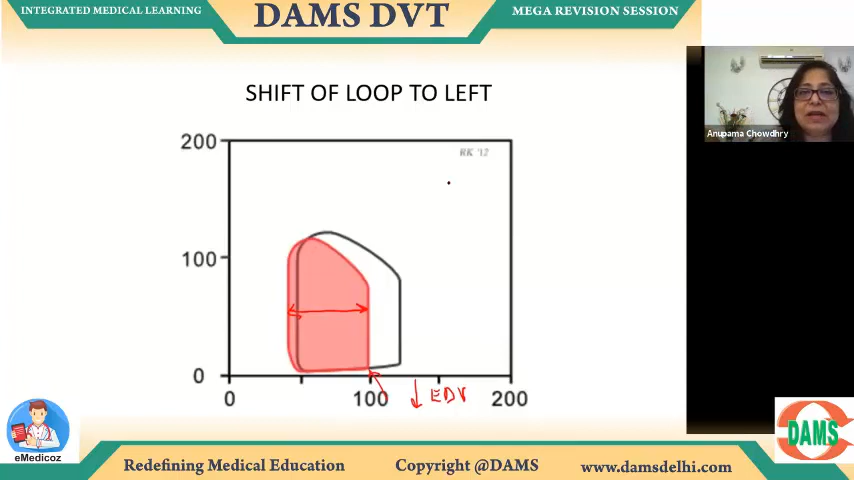 INTEGRATED MEDICAL LEARNING
DAMS DVT
MEGA REVISION SESSION
SHIFT OF LOOP TO LEFT
200
RK '12
100
0
0
100
200
↓ EDV
Anupama Chowdhry
eMedicoz
DAMS
Redefining Medical Education
Copyright @DAMS
www.damsdelhi.com